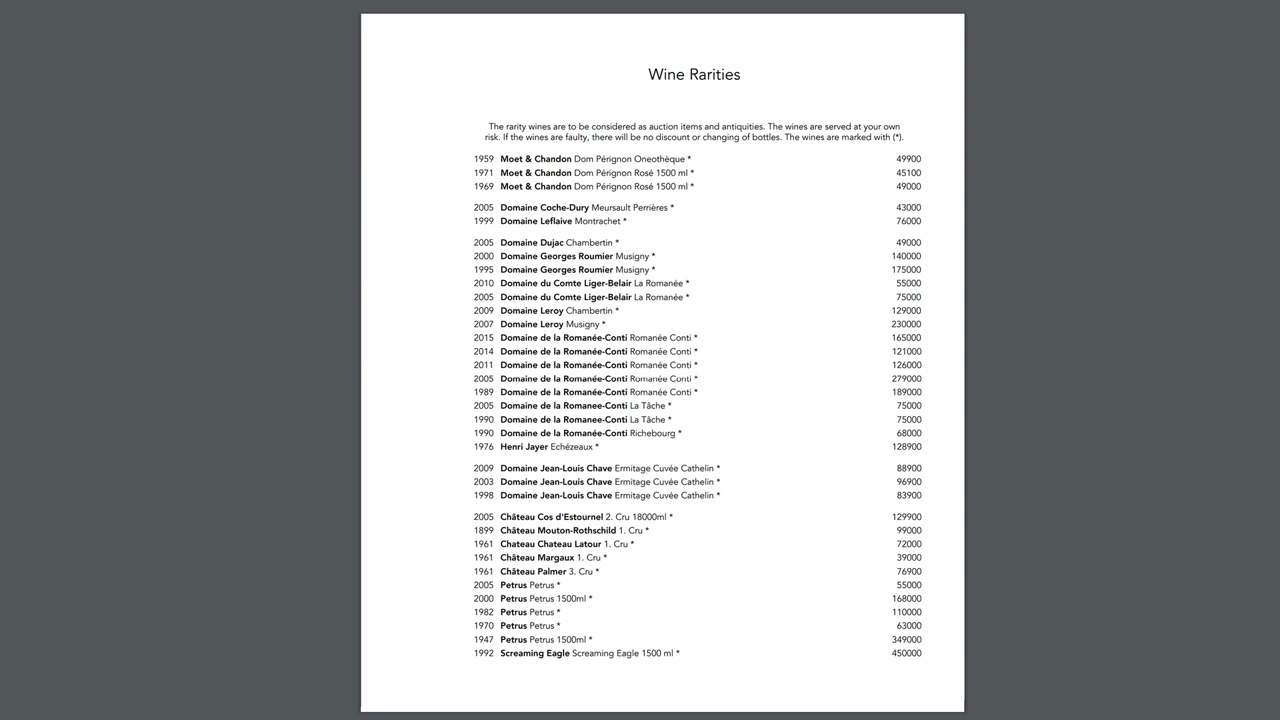 Wine Rarities
The rarity wines are to be considered as auction items and antiquities. The wines are served at your own
risk. If the wines are faulty, there will be no discount or changing of bottles. The wines are marked with (*).
1959 Moet & Chandon Dom Pérignon Oneothèque * 49900
1971 Moet & Chandon Dom Pérignon Rosé 1500 ml * 45100
1969 Moet & Chandon Dom Pérignon Rosé 1500 ml * 49000
2005 Domaine Coche-Dury Meursault Perrières * 43000
1999 Domaine Leflaive Montrachet * 76000
2005 Domaine Dujac Chambertin * 49000
2000 Domaine Georges Roumier Musigny * 140000
1995 Domaine Georges Roumier Musigny * 175000
2010 Domaine du Comte Liger-Belair La Romanée * 55000
2005 Domaine du Comte Liger-Belair La Romanée * 75000
2009 Domaine Leroy Chambertin * 129000
2007 Domaine Leroy Musigny * 230000
2015 Domaine de la Romanée-Conti Romanée Conti * 165000
2014 Domaine de la Romanée-Conti Romanée Conti * 121000
2011 Domaine de la Romanée-Conti Romanée Conti * 126000
2005 Domaine de la Romanée-Conti Romanée Conti * 279000
1989 Domaine de la Romanée-Conti Romanée Conti * 189000
2005 Domaine de la Romanee-Conti La Tâche * 75000
1990 Domaine de la Romanée-Conti La Tâche * 75000
1990 Domaine de la Romanée-Conti Richebourg * 68000
1976 Henri Jayer Echézeaux * 128900
2009 Domaine Jean-Louis Chave Ermitage Cuvée Cathelin * 88900
2003 Domaine Jean-Louis Chave Ermitage Cuvée Cathelin * 96900
1998 Domaine Jean-Louis Chave Ermitage Cuvée Cathelin * 83900
2005 Château Cos d'Estournel 2. Cru 18000ml * 129900
1899 Château Mouton-Rothschild 1. Cru * 99000
1961 Chateau Chateau Latour 1. Cru * 72000
1961 Château Margaux 1. Cru * 39000
1961 Château Palmer 3. Cru * 76900
2005 Petrus Petrus * 55000
2000 Petrus Petrus 1500ml * 168000
1982 Petrus Petrus * 110000
1970 Petrus Petrus * 63000
1947 Petrus Petrus 1500ml * 349000
1992 Screaming Eagle Screaming Eagle 1500 ml * 450000